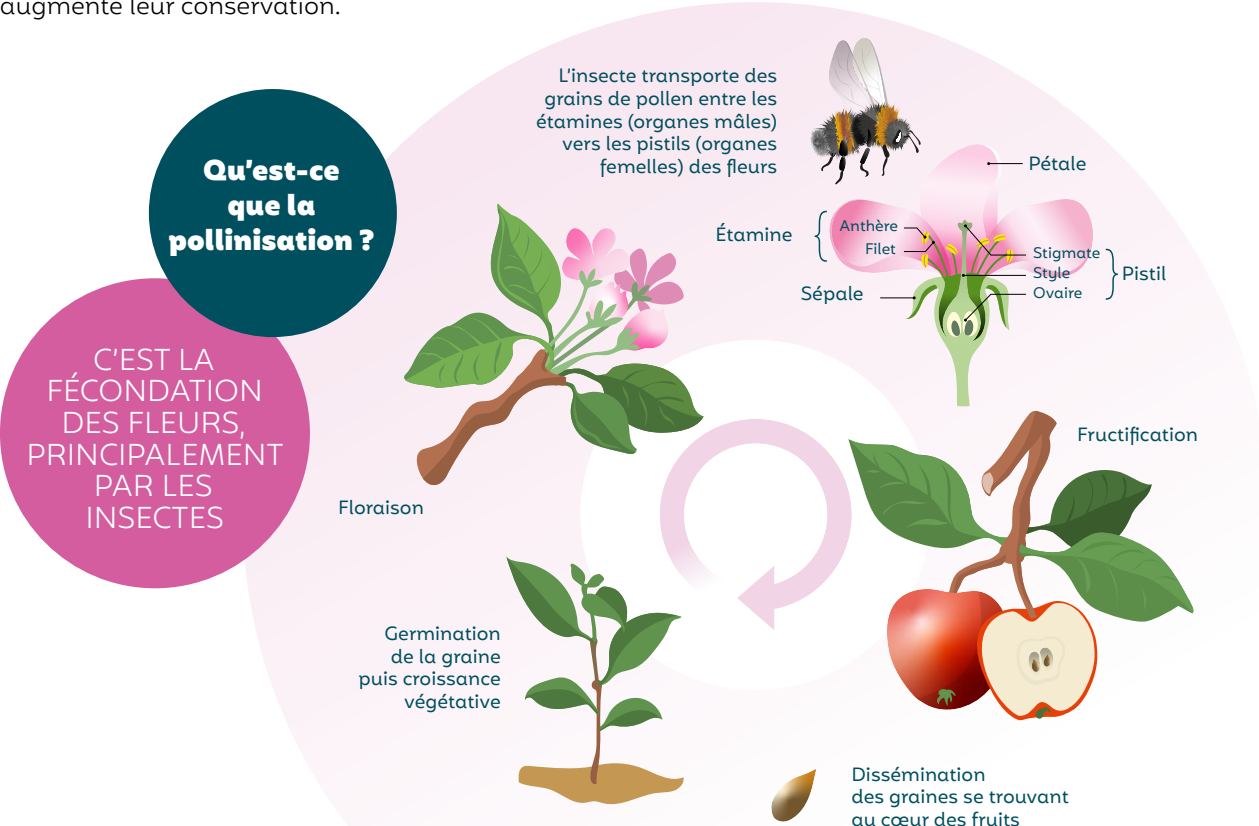 augmente leur conservation.
Qu'est-ce
que la
pollinisation ?
C'EST LA
FÉCONDATION
DES FLEURS,
PRINCIPALEMENT
PAR LES
INSECTES
L'insecte transporte des
grains de pollen entre les
étamines (organes mâles)
vers les pistils (organes
femelles) des fleurs
Pétale
Étamine
Anthère
Filet
Stigmate
Style
Ovaire
Pistil
Sépale
Fructification
Floraison
Germination
de la graine
puis croissance
végétative
Dissémination
des graines se trouvant
au cœur des fruits